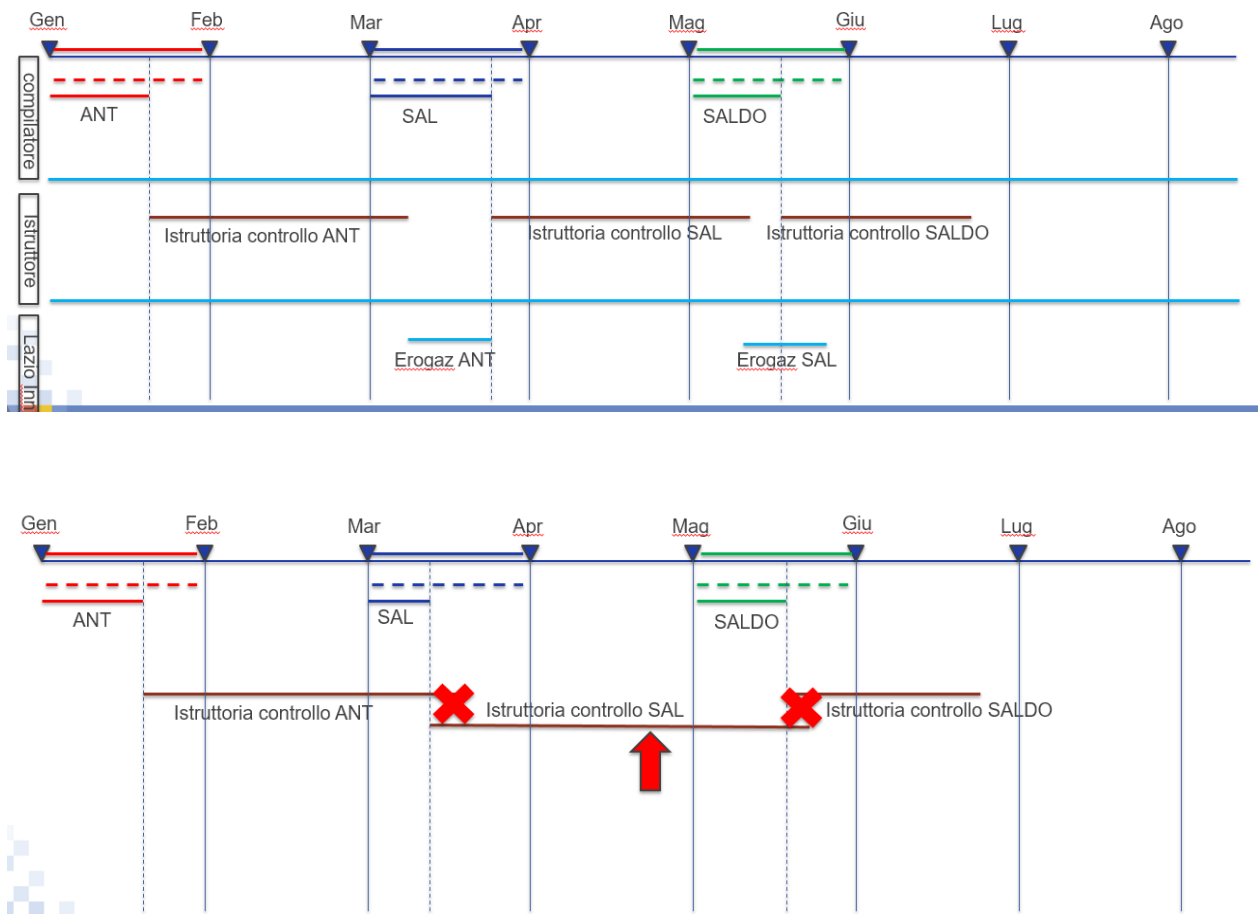 Gen Feb Mar Apr Mag Giu Lug Ago
compilatore
ANT SAL SALDO
Istruttore
Istruttoria controllo ANT Istruttoria controllo SAL Istruttoria controllo SALDO
Lazio Inn
Erogaz ANT Erogaz SAL
Gen Feb Mar Apr Mag Giu Lug Ago
ANT SAL SALDO
Istruttoria controllo ANT Istruttoria controllo SAL Istruttoria controllo SALDO